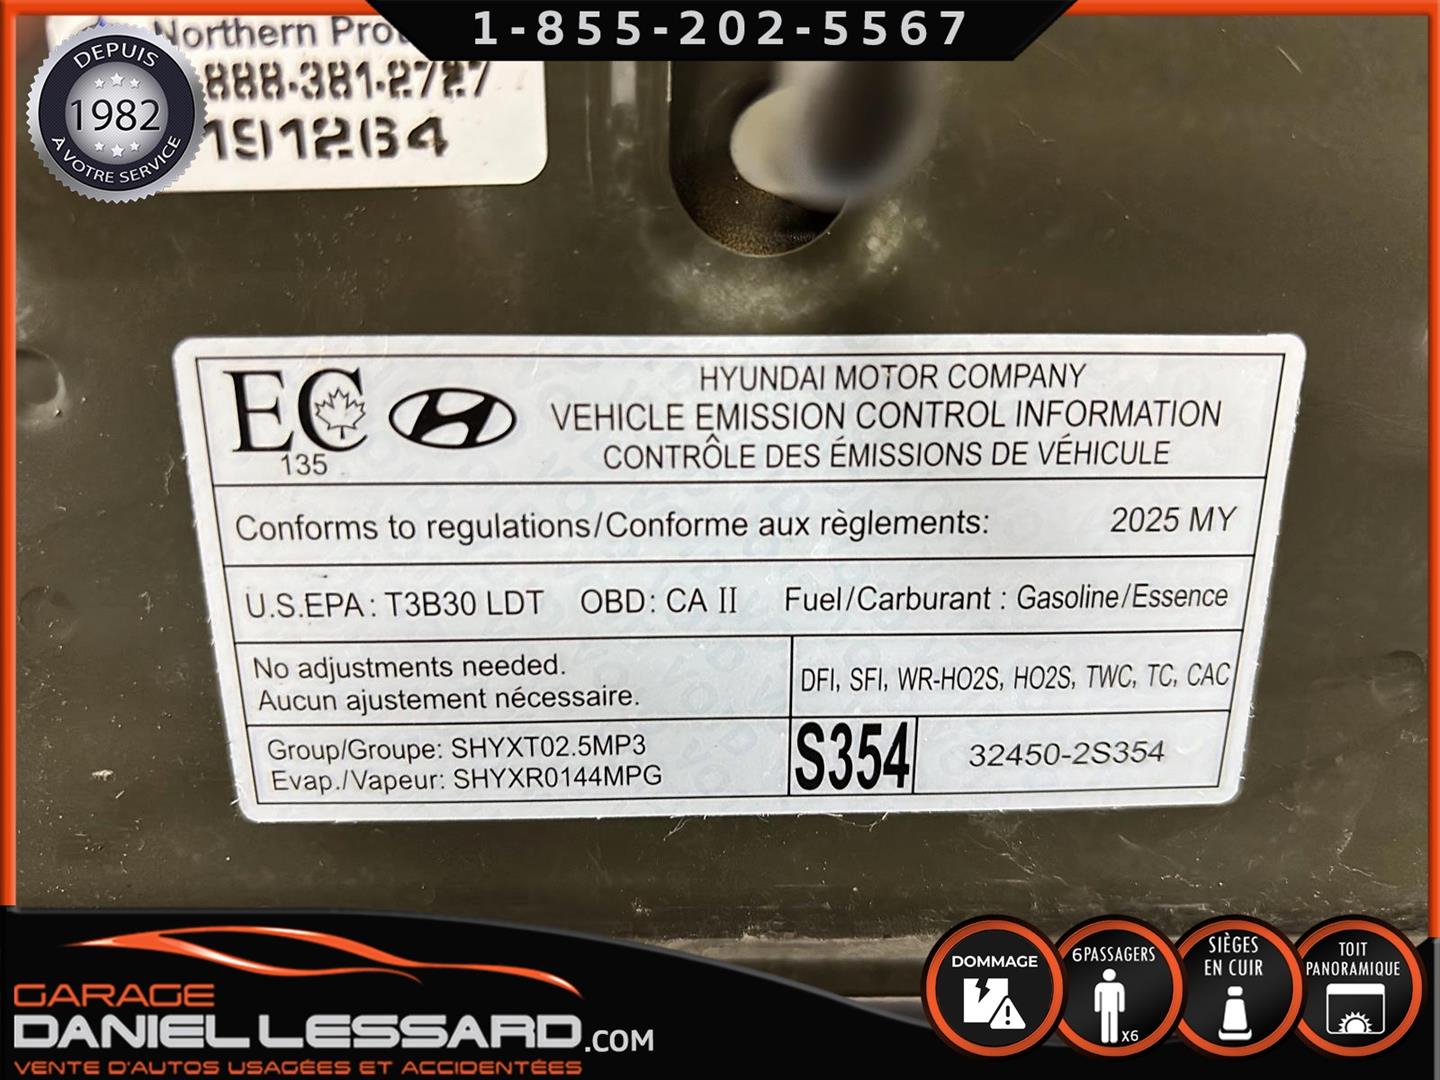 1-855-202-5567
Northern Pro
888-381-2727
191264
DEPUIS
1982
À VOTRE SERVICE
EC
135
HYUNDAI MOTOR COMPANY
VEHICLE EMISSION CONTROL INFORMATION
CONTRÔLE DES ÉMISSIONS DE VÉHICULE
Conforms to regulations/Conforme aux règlements: 2025 MY
U.S.EPA: T3B30 LDT OBD: CA II Fuel/Carburant : Gasoline/Essence
No adjustments needed.
Aucun ajustement nécessaire.
DFI, SFI, WR-HO2S, HO2S, TWC, TC, CAC
Group/Groupe: SHYXT02.5MP3
Evap./Vapeur: SHYXR0144MPG
S354
32450-2S354
GARAGE
DANIEL LESSARD.COM
VENTE D'AUTOS USAGÉES ET ACCIDENTÉES
DOMMAGE
6 PASSAGERS
X6
SIÈGES
EN CUIR
TOIT
PANORAMIQUE